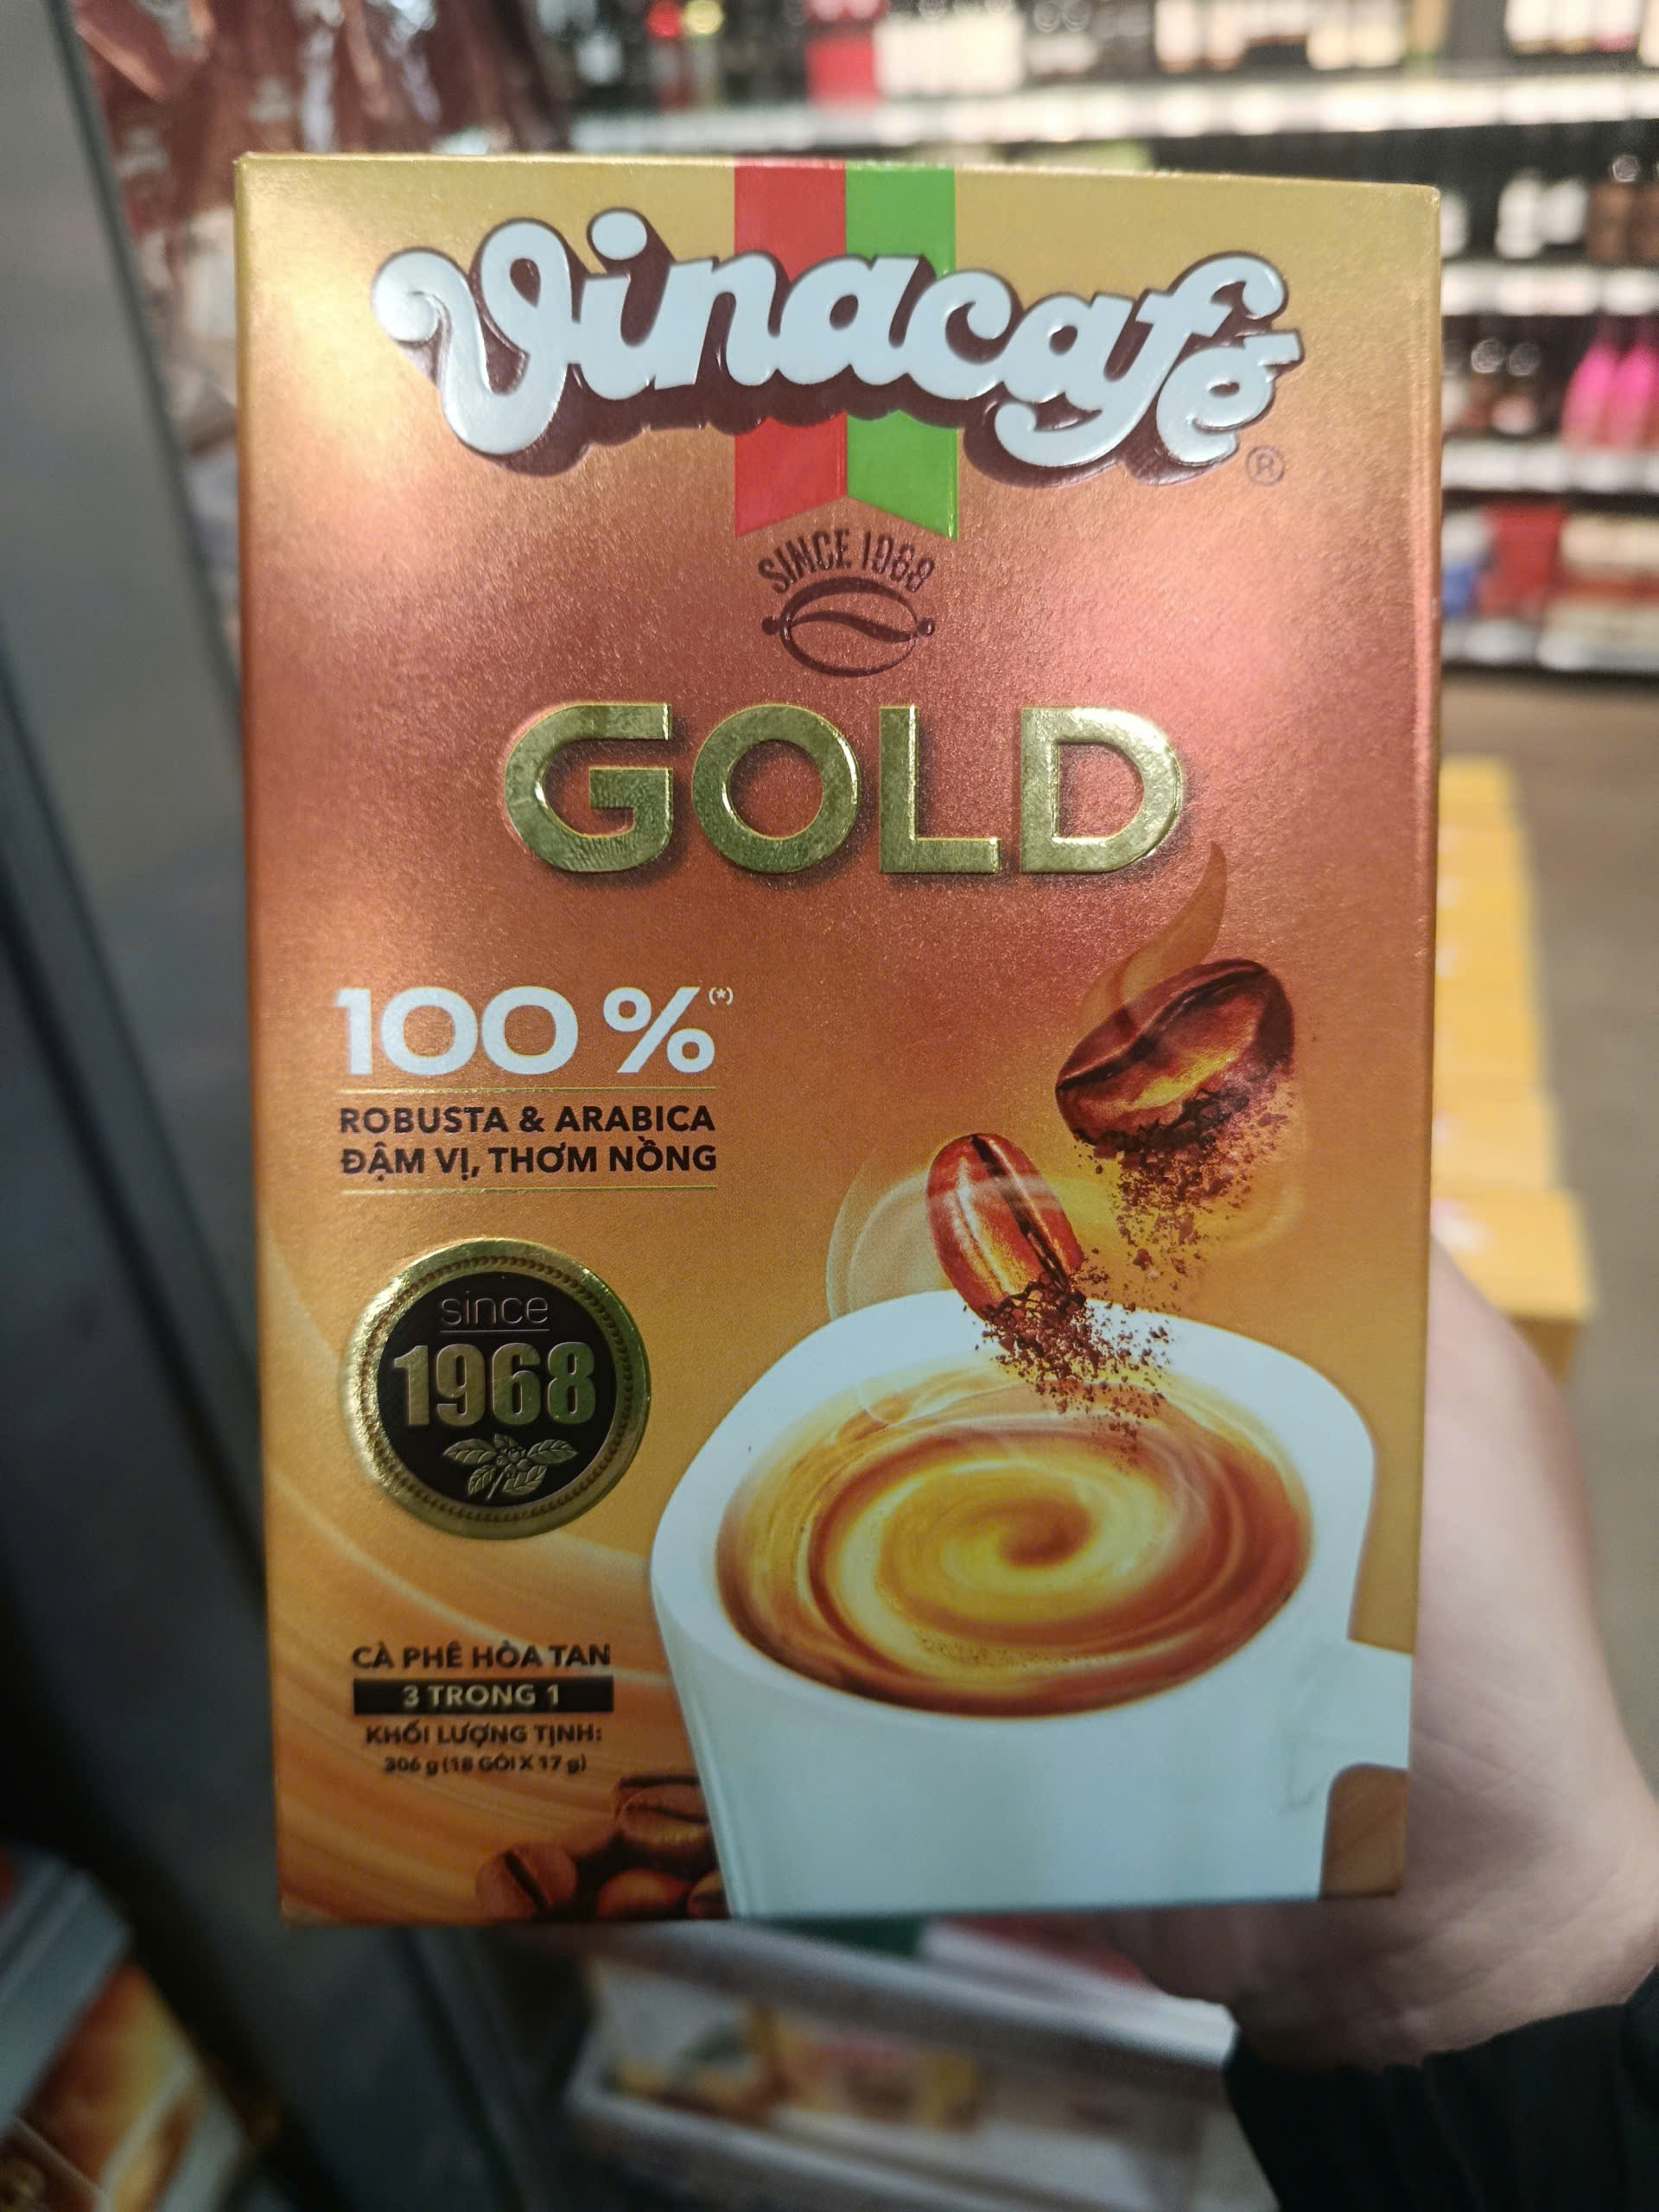 Vinacafé®
SINCE 1968
GOLD
100 %(*)
ROBUSTA & ARABICA
ĐẬM VỊ, THƠM NỒNG
since
1968
CÀ PHÊ HÒA TAN
3 TRONG 1
KHỐI LƯỢNG TỊNH:
306 g (18 GÓI X 17 g)